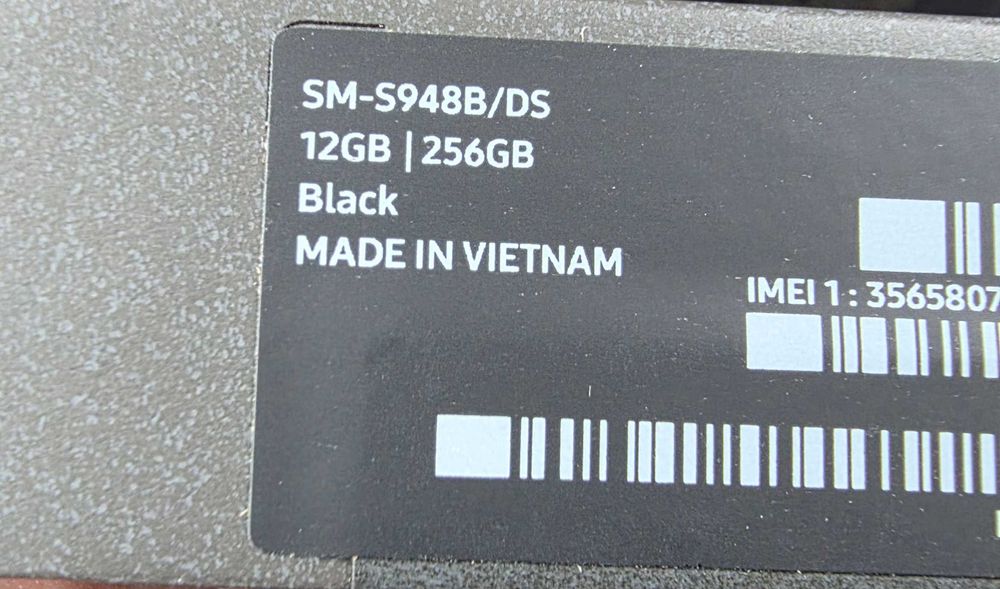 SM-S948B/DS
12GB | 256GB
Black
MADE IN VIETNAM
IMEI 1 : 3565807